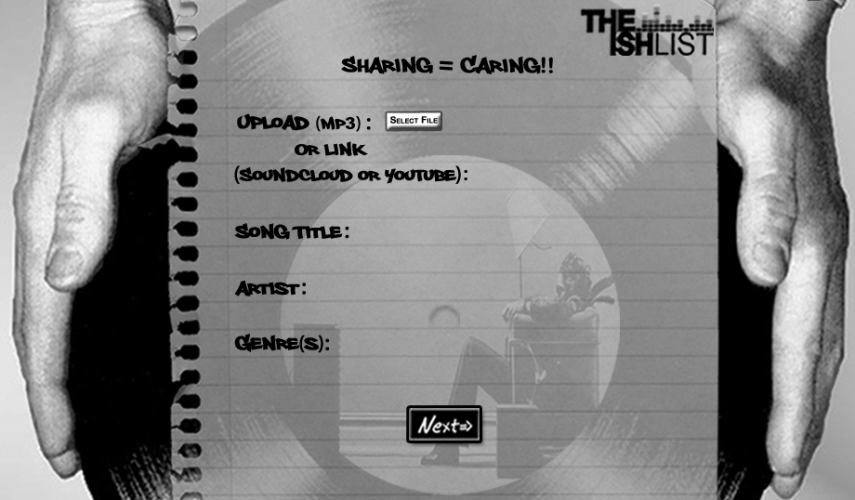 THE
ISHLIST
SHARING = CARING!!
UPLOAD (MP3) : SELECT FILE
OR LINK
(SOUNDCLOUD OR YOUTUBE):
SONG TITLE:
ARTIST:
GENRE(S):
Next=>